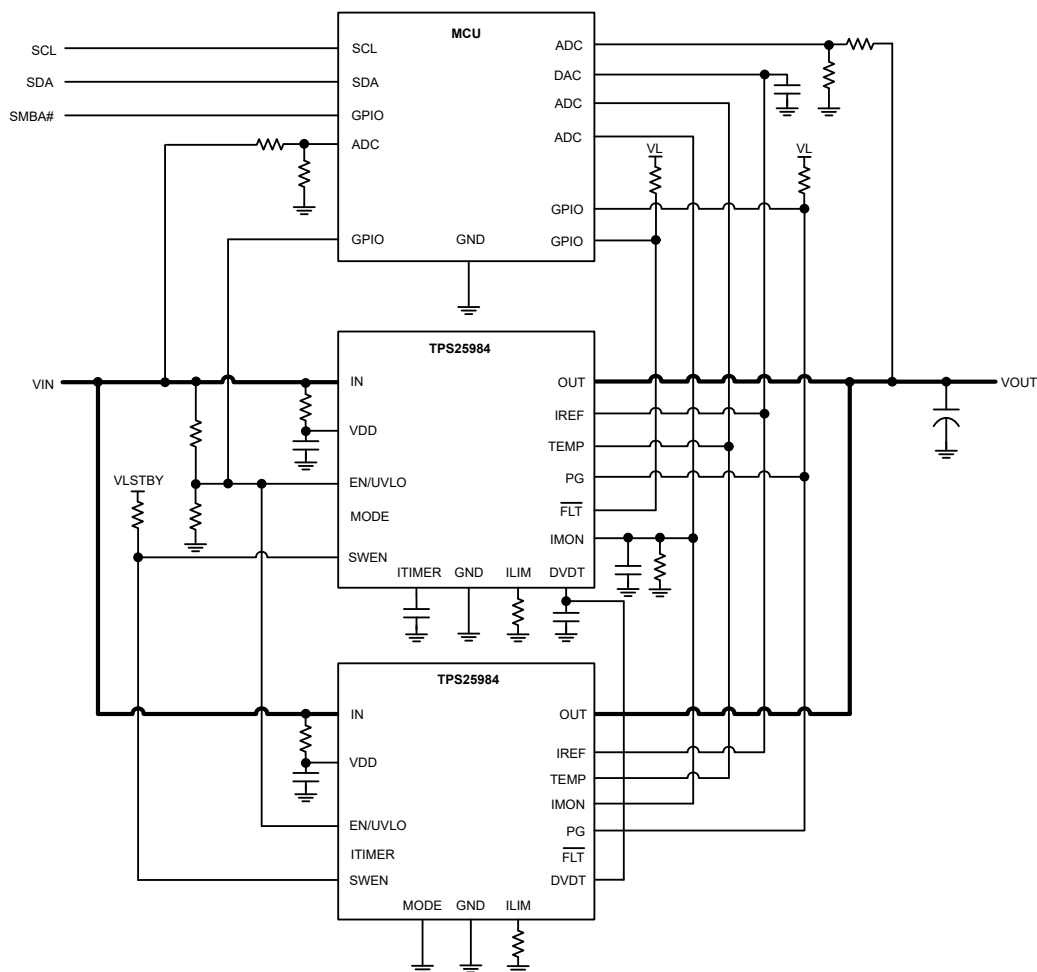 MCU
SCL
SCL
ADC
SDA
SDA
DAC
SMBA#
GPIO
ADC
ADC
ADC
VL
VL
GPIO
GPIO
GND
GPIO
TPS25984
VIN
IN
OUT
VOUT
IREF
VDD
TEMP
VLSTBY
EN/UVLO
PG
MODE
FLT
SWEN
IMON
ITIMER
GND
ILIM
DVDT
TPS25984
IN
OUT
VDD
IREF
TEMP
IMON
EN/UVLO
PG
ITIMER
FLT
SWEN
DVDT
MODE
GND
ILIM